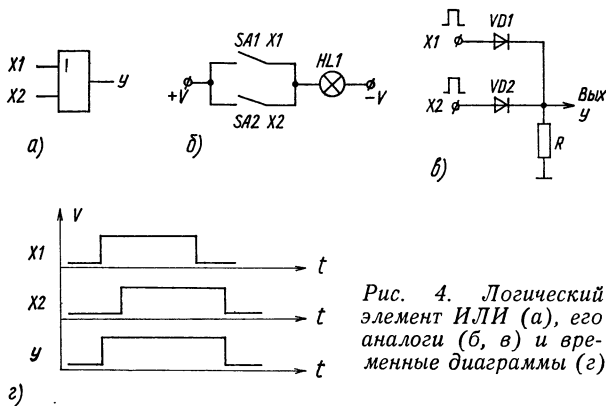 X1
X2
1
y
а)
SA1 X1
SA2 X2
+V
HL1
–V
б)
X1
VD1
X2
VD2
Вых
y
R
в)
V
X1
t
X2
t
y
t
г)
Рис. 4. Логический
элемент ИЛИ (а), его
аналоги (б, в) и вре-
менные диаграммы (г)